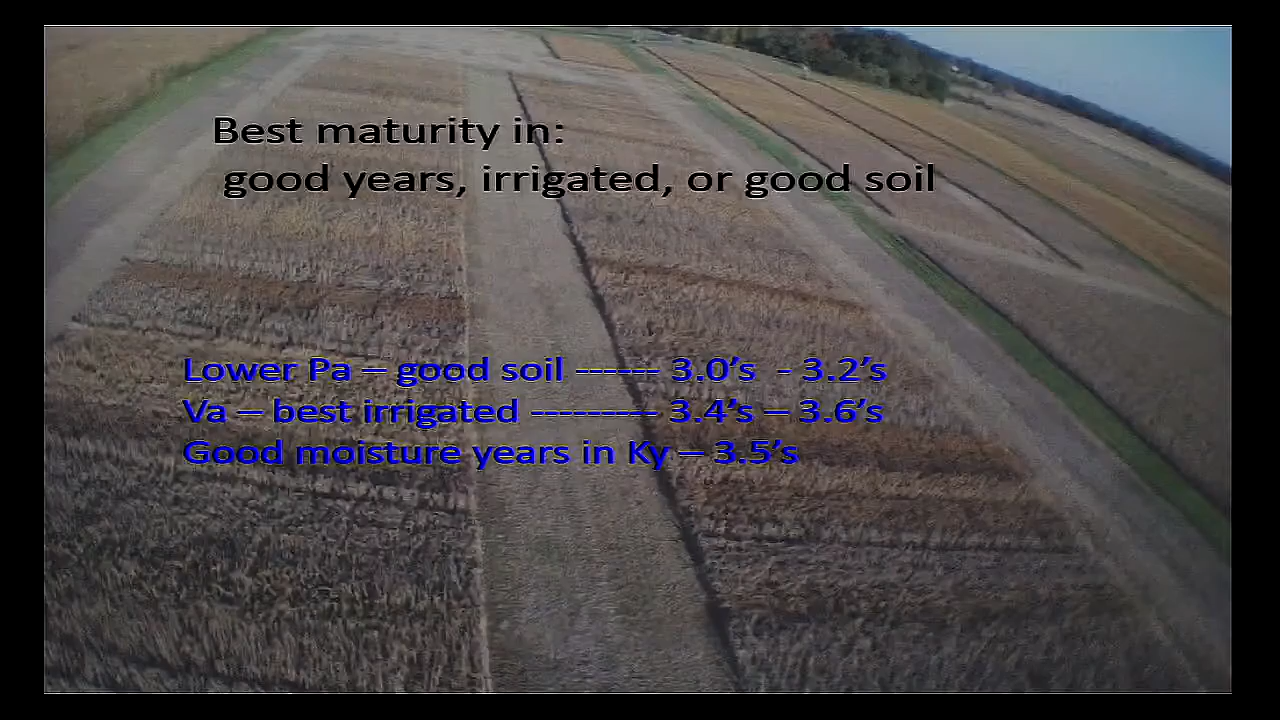 Best maturity in:
good years, irrigated, or good soil
Lower Pa – good soil ------ 3.0’s - 3.2’s
Va – best irrigated --------- 3.4’s – 3.6’s
Good moisture years in Ky – 3.5’s